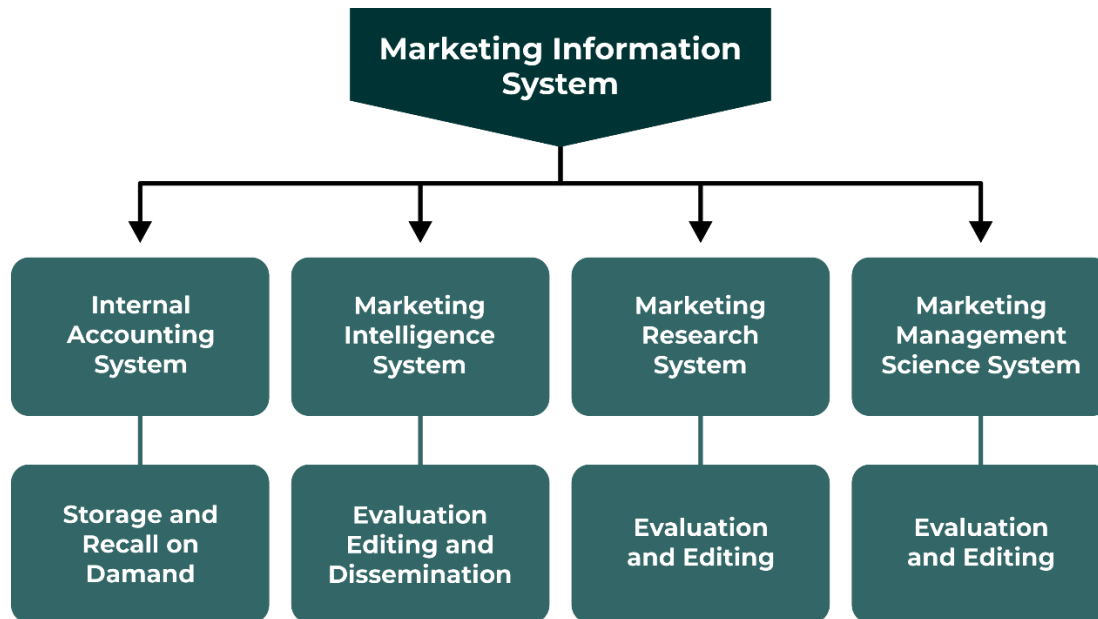 Marketing Information
System
Internal
Accounting
System
Marketing
Intelligence
System
Marketing
Research
System
Marketing
Management
Science System
Storage and
Recall on
Damand
Evaluation
Editing and
Dissemination
Evaluation
and Editing
Evaluation
and Editing